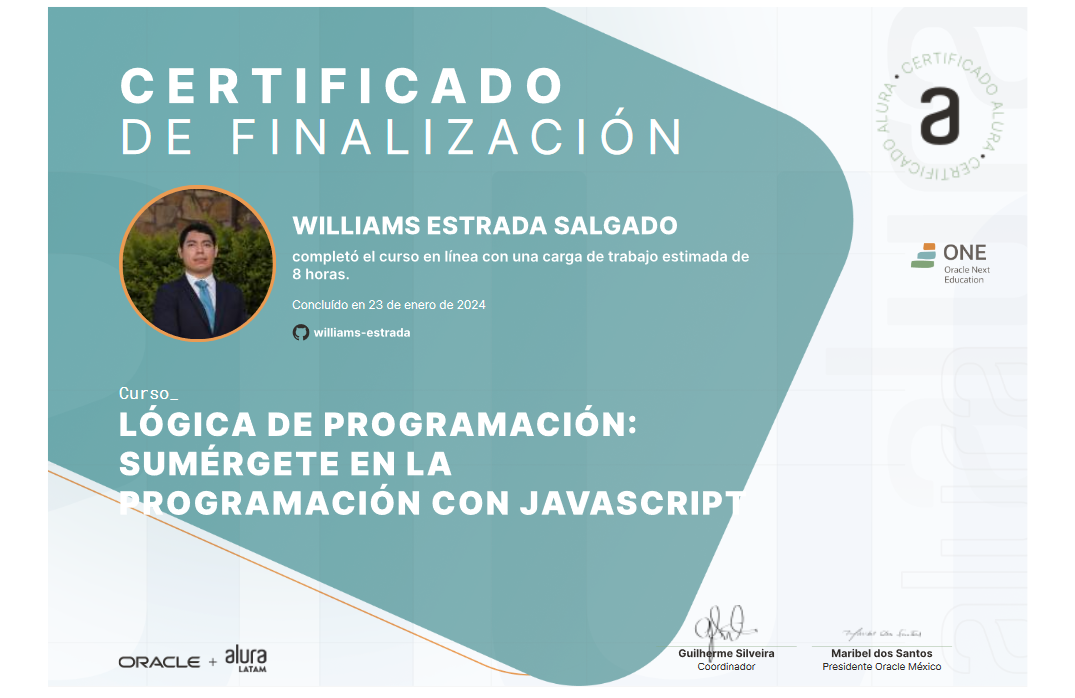 CERTIFICADO
DE FINALIZACIÓN
CERTIFICADO ALURA • CERTIFICADO ALURA •
a
WILLIAMS ESTRADA SALGADO
completó el curso en línea con una carga de trabajo estimada de
8 horas.
Concluído en 23 de enero de 2024
williams-estrada
ONE
Oracle Next
Education
Curso_
LÓGICA DE PROGRAMACIÓN:
SUMÉRGETE EN LA
PROGRAMACIÓN CON JAVASCRIPT
ORACLE + alura
LATAM
Guilherme Silveira
Coordinador
Maribel dos Santos
Maribel dos Santos
Presidente Oracle México